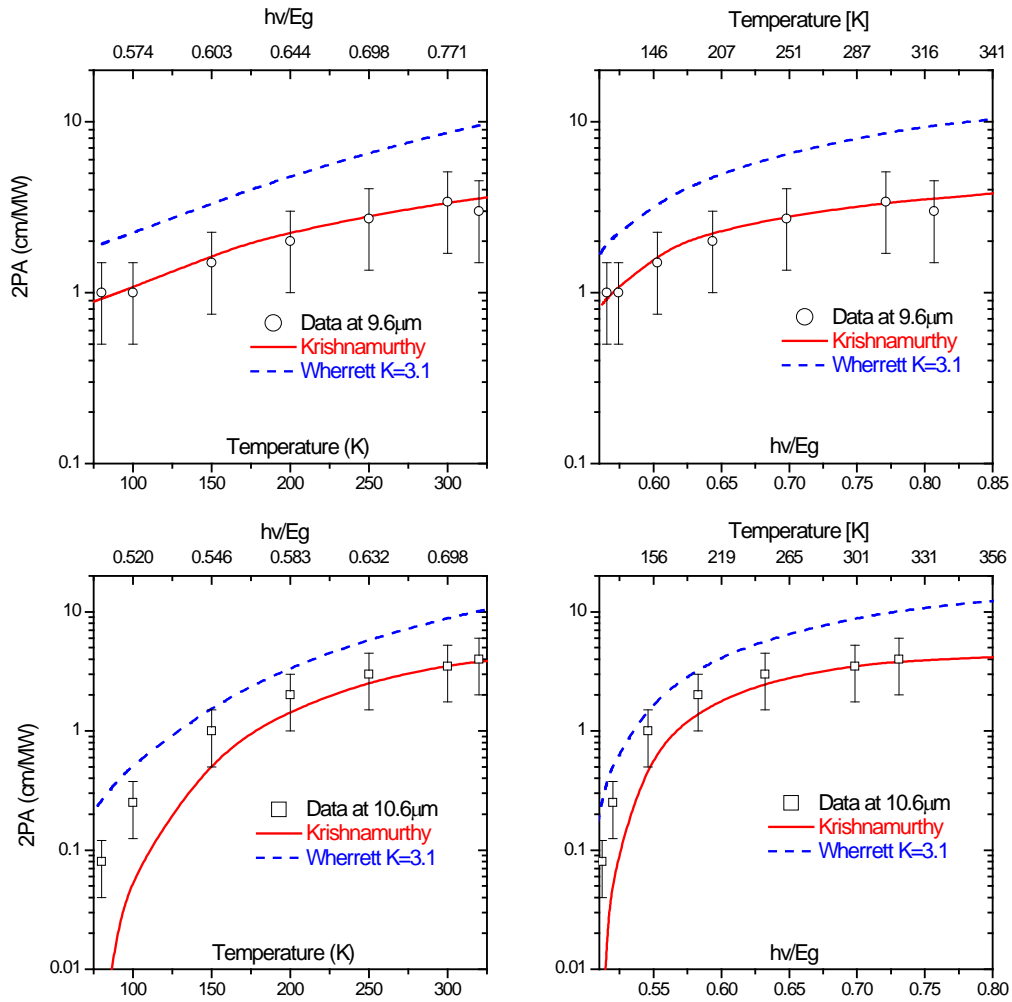 hv/Eg
0.574 0.603 0.644 0.698 0.771
2PA (cm/MW)
10
1
0.1
Data at 9.6μm
Krishnamurthy
Wherrett K=3.1
Temperature (K)
100 150 200 250 300
Temperature [K]
146 207 251 287 316 341
10
1
0.1
Data at 9.6μm
Krishnamurthy
Wherrett K=3.1
hv/Eg
0.60 0.65 0.70 0.75 0.80 0.85
hv/Eg
0.520 0.546 0.583 0.632 0.698
2PA (cm/MW)
10
1
0.1
0.01
Data at 10.6μm
Krishnamurthy
Wherrett K=3.1
Temperature (K)
100 150 200 250 300
Temperature [K]
156 219 265 301 331 356
10
1
0.1
0.01
Data at 10.6μm
Krishnamurthy
Wherrett K=3.1
hv/Eg
0.55 0.60 0.65 0.70 0.75 0.80